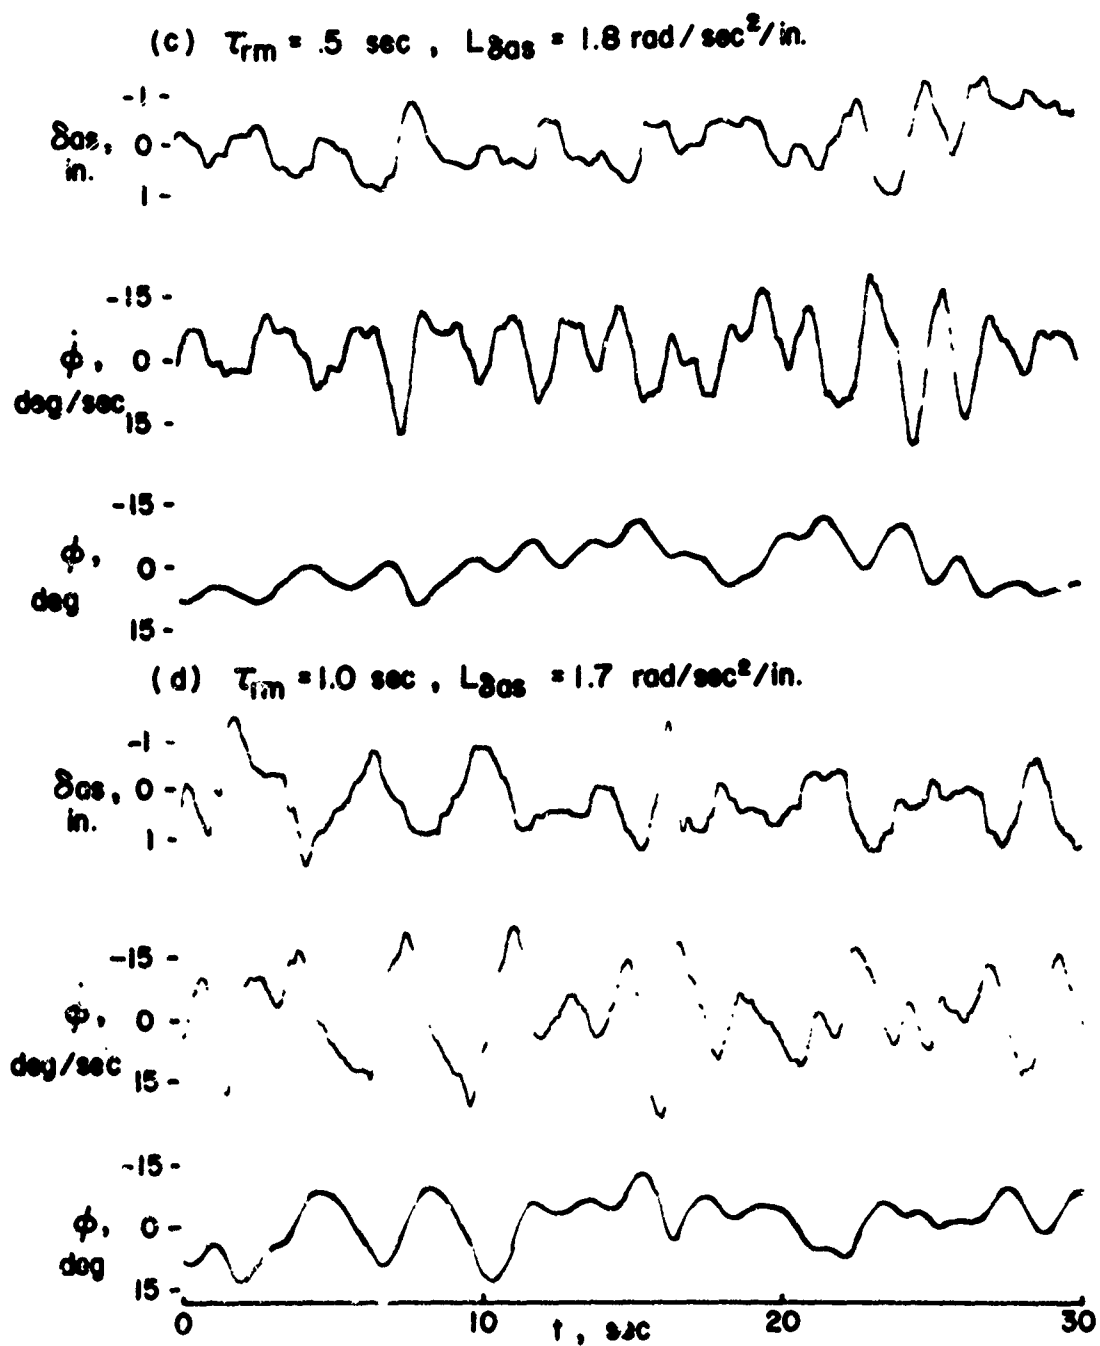 (c) τrm = .5 sec , Lδas = 1.8 rad/sec²/in.
-1
δas, 0
in.
1
-15
φ̇, 0
deg/sec
15
-15
φ, 0
deg
15
(d) τrm = 1.0 sec , Lδas = 1.7 rad/sec²/in.
-1
δas, 0
in.
1
-15
φ̇, 0
deg/sec
15
-15
φ, 0
deg
15
0 10 20 30
t, sec